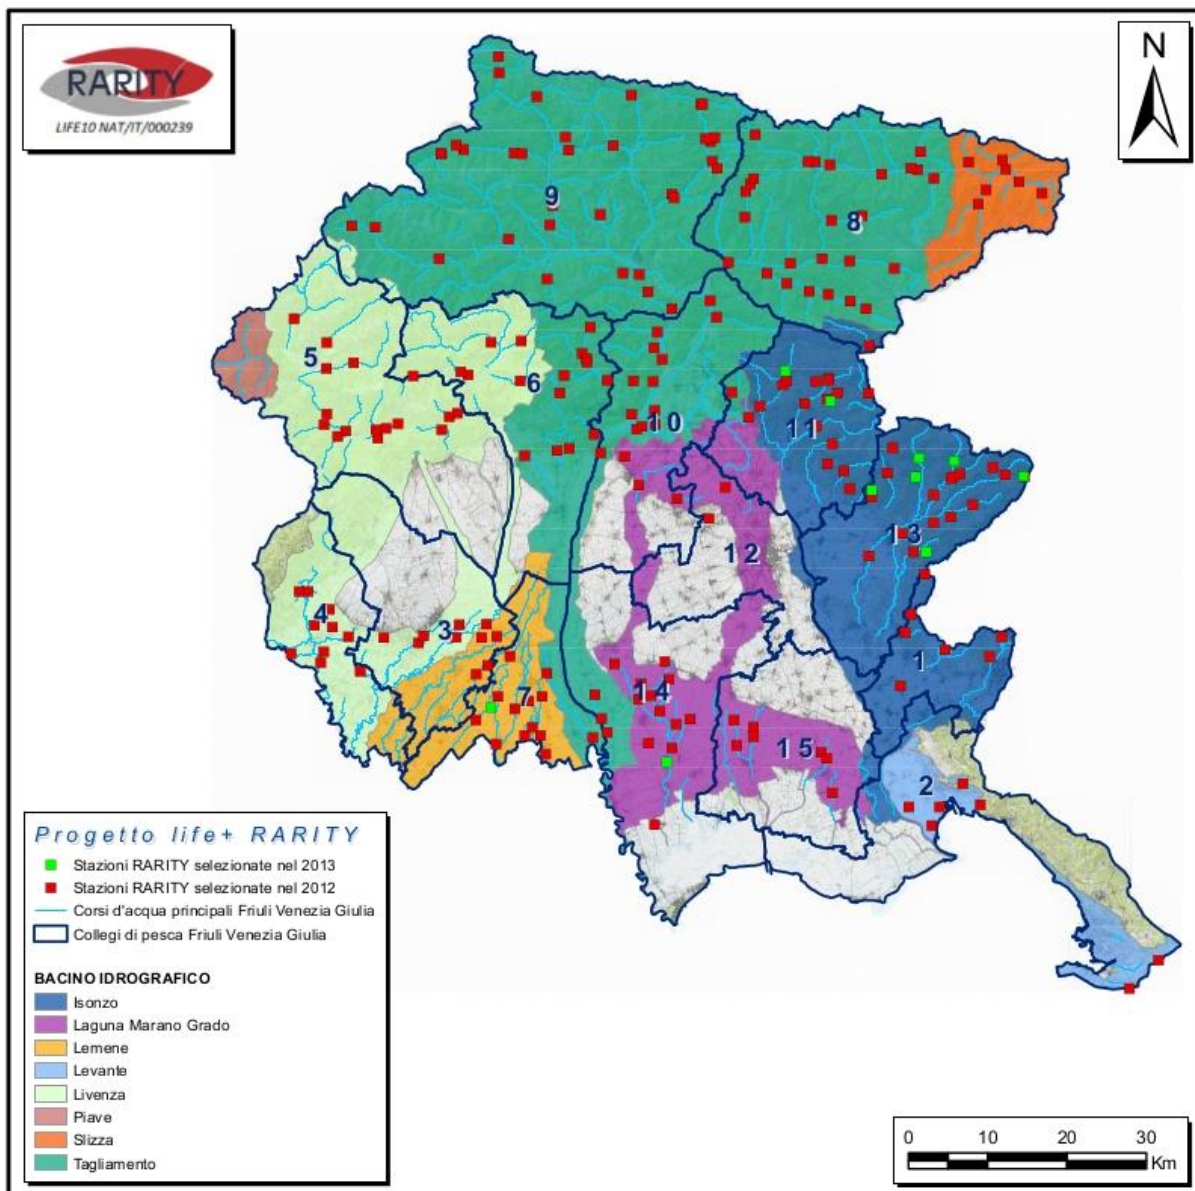 RARITY
LIFE10 NAT/IT/000239
N
9
8
5
6
10
11
12
13
4
3
7
1
14
15
2
Progetto life+ RARITY
Stazioni RARITY selezionate nel 2013
Stazioni RARITY selezionate nel 2012
Corsi d'acqua principali Friuli Venezia Giulia
Collegi di pesca Friuli Venezia Giulia
BACINO IDROGRAFICO
Isonzo
Laguna Marano Grado
Lemene
Levante
Livenza
Piave
Slizza
Tagliamento
0 10 20 30
Km